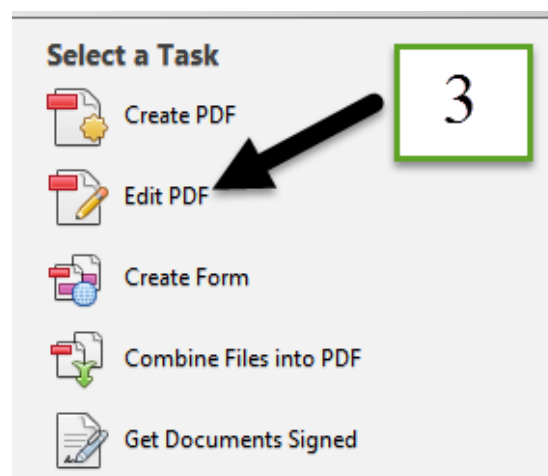 Select a Task
3
Create PDF
Edit PDF
Create Form
Combine Files into PDF
Get Documents Signed